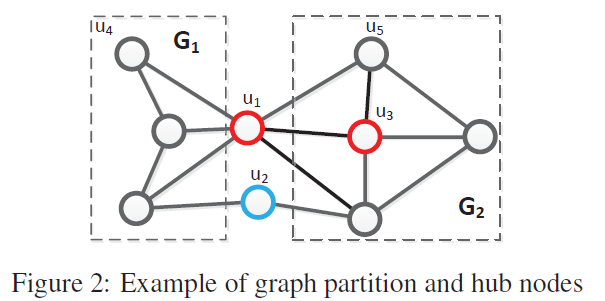 u4
G1
u5
u1
u3
u2
G2
Figure 2: Example of graph partition and hub nodes